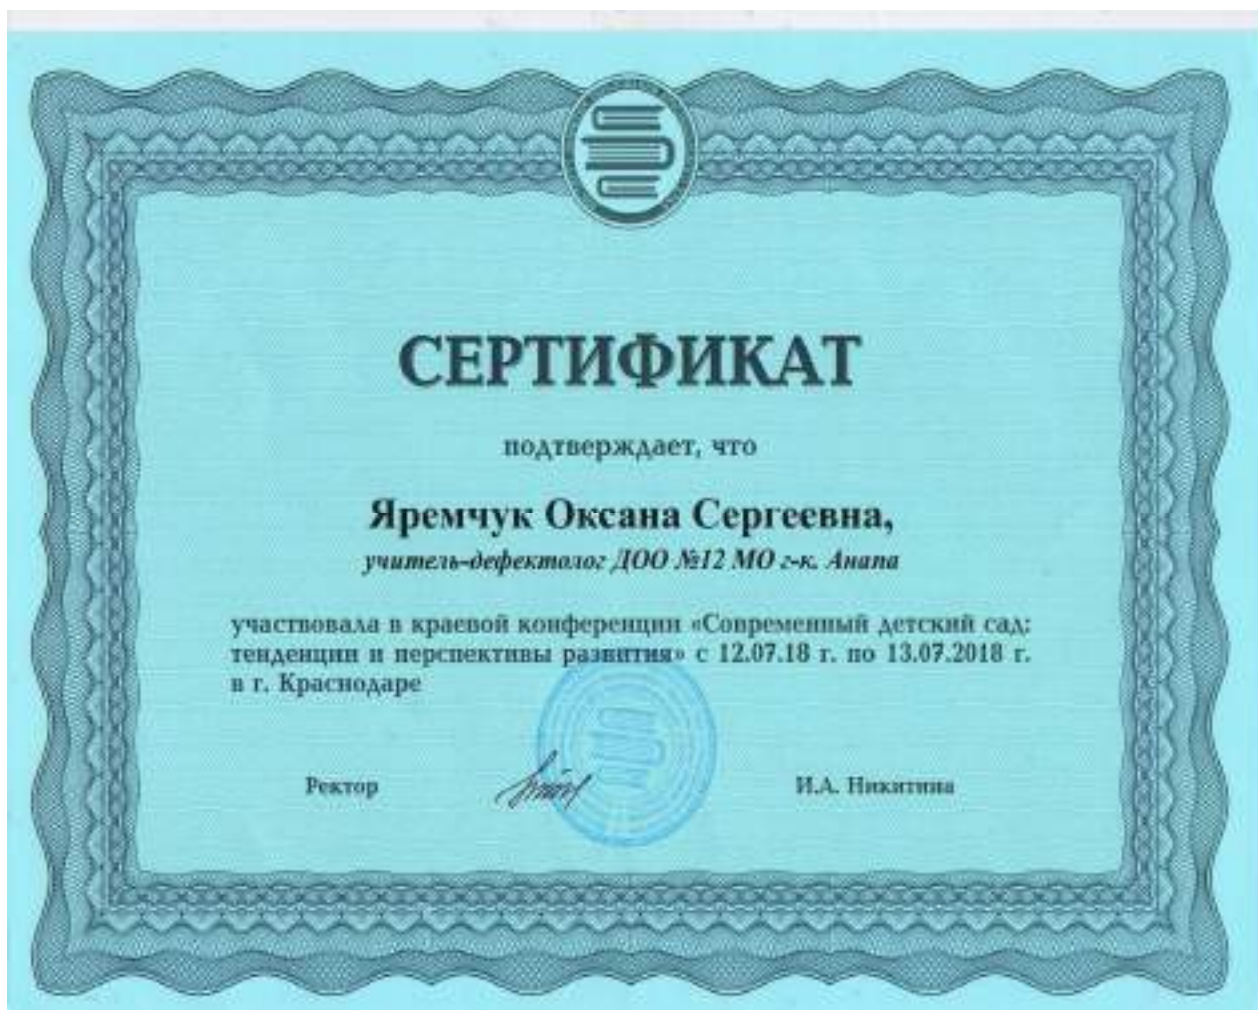 СЕРТИФИКАТ
подтверждает, что
Яремчук Оксана Сергеевна,
учитель-дефектолог ДОО №12 МО г-к. Анапа
участвовала в краевой конференции «Современный детский сад:
тенденции и перспективы развития» с 12.07.18 г. по 13.07.2018 г.
в г. Краснодаре
Ректор И.А. Никитина